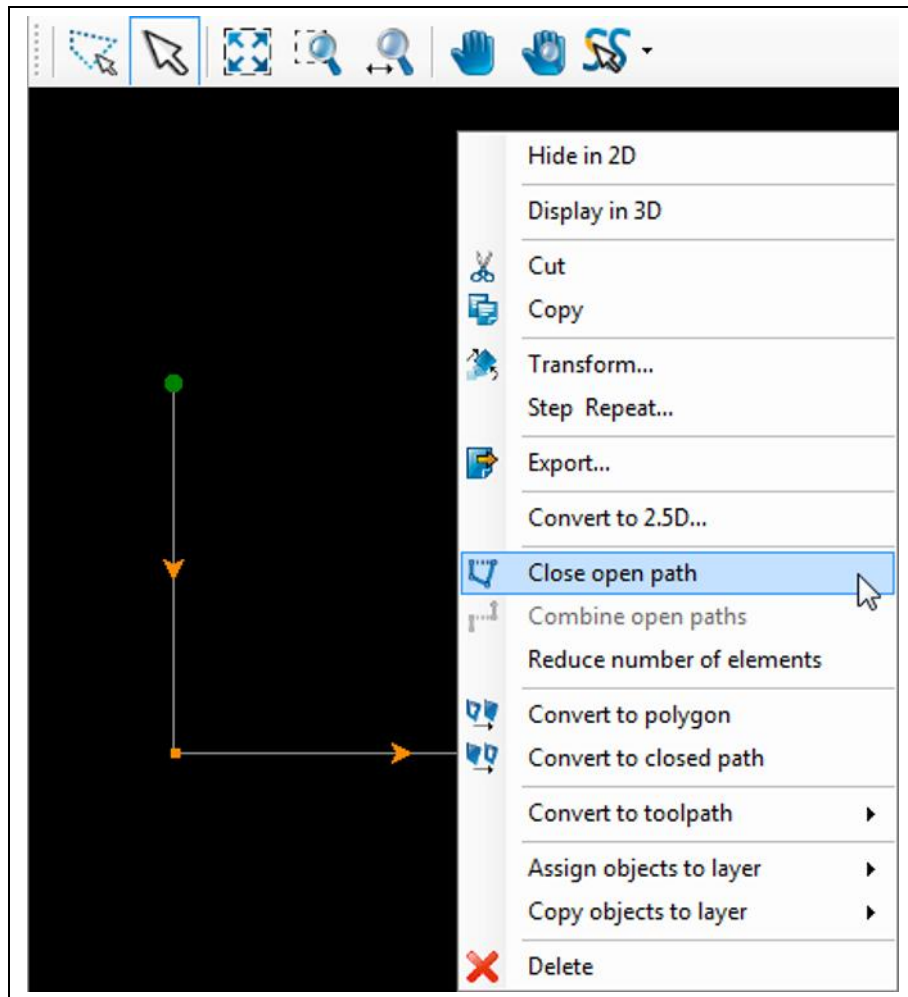 Hide in 2D
Display in 3D
Cut
Copy
Transform...
Step  Repeat...
Export...
Convert to 2.5D...
Close open path
Combine open paths
Reduce number of elements
Convert to polygon
Convert to closed path
Convert to toolpath
Assign objects to layer
Copy objects to layer
Delete